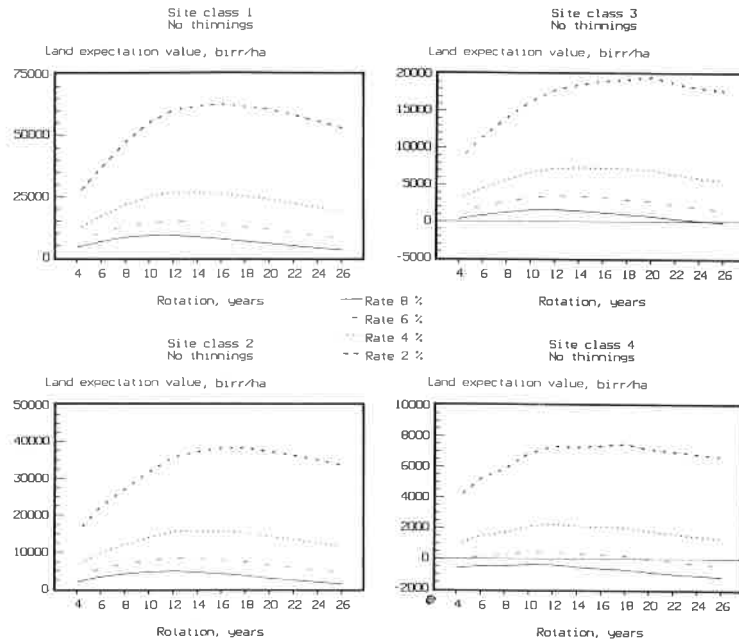 Site class 1
No thinnings
Land expectation value, birr/ha
75000
50000
25000
0
4 6 8 10 12 14 16 18 20 22 24 26
Rotation, years
Site class 3
No thinnings
Land expectation value, birr/ha
20000
15000
10000
5000
0
-5000
4 6 8 10 12 14 16 18 20 22 24 26
Rotation, years
Rate 8 %
Rate 6 %
Rate 4 %
Rate 2 %
Site class 2
No thinnings
Land expectation value, birr/ha
50000
40000
30000
20000
10000
0
4 6 8 10 12 14 16 18 20 22 24 26
Rotation, years
Site class 4
No thinnings
Land expectation value, birr/ha
10000
8000
6000
4000
2000
0
-2000
4 6 8 10 12 14 16 18 20 22 24 26
Rotation, years